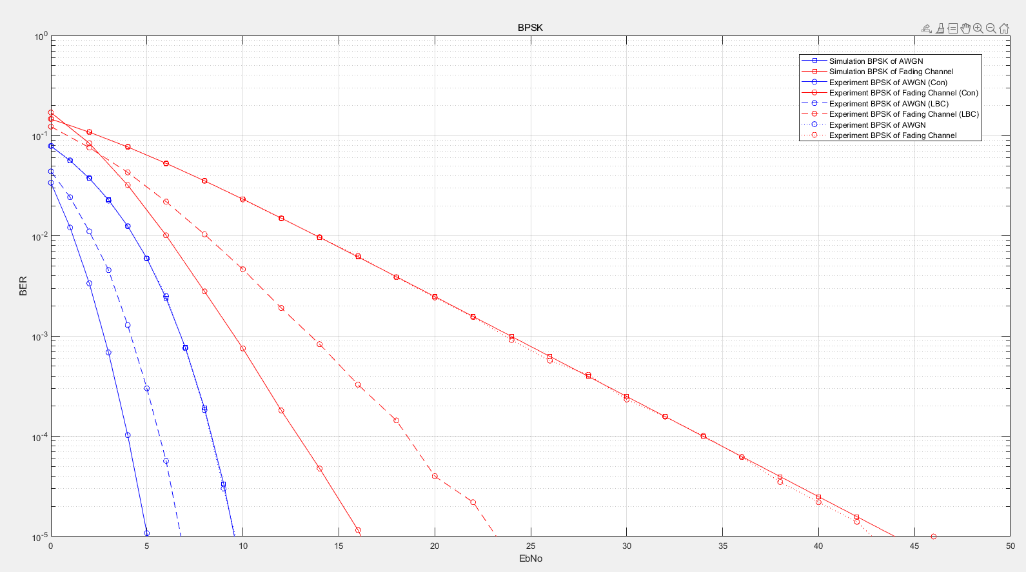 BPSK
10^0
10^-1
10^-2
10^-3
10^-4
10^-5
BER
0 5 10 15 20 25 30 35 40 45 50
EbNo
Simulation BPSK of AWGN
Simulation BPSK of Fading Channel
Experiment BPSK of AWGN (Con)
Experiment BPSK of Fading Channel (Con)
Experiment BPSK of AWGN (LBC)
Experiment BPSK of Fading Channel (LBC)
Experiment BPSK of AWGN
Experiment BPSK of Fading Channel